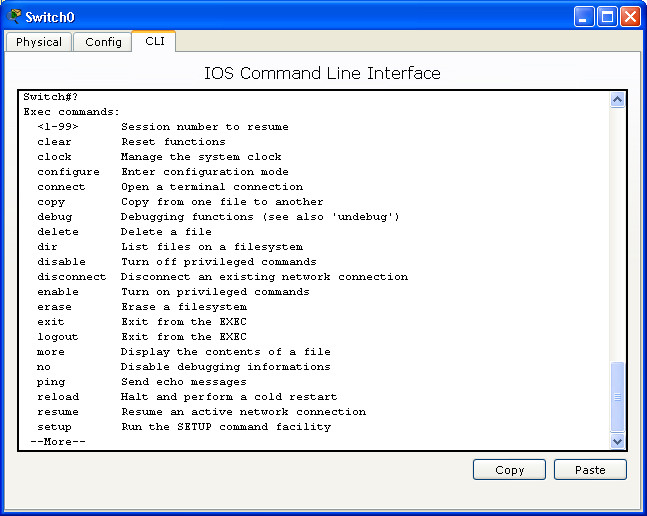 Switch0
Physical Config CLI
IOS Command Line Interface
Switch#?
Exec commands:
<1-99> Session number to resume
clear Reset functions
clock Manage the system clock
configure Enter configuration mode
connect Open a terminal connection
copy Copy from one file to another
debug Debugging functions (see also 'undebug')
delete Delete a file
dir List files on a filesystem
disable Turn off privileged commands
disconnect Disconnect an existing network connection
enable Turn on privileged commands
erase Erase a filesystem
exit Exit from the EXEC
logout Exit from the EXEC
more Display the contents of a file
no Disable debugging informations
ping Send echo messages
reload Halt and perform a cold restart
resume Resume an active network connection
setup Run the SETUP command facility
--More--
Copy Paste